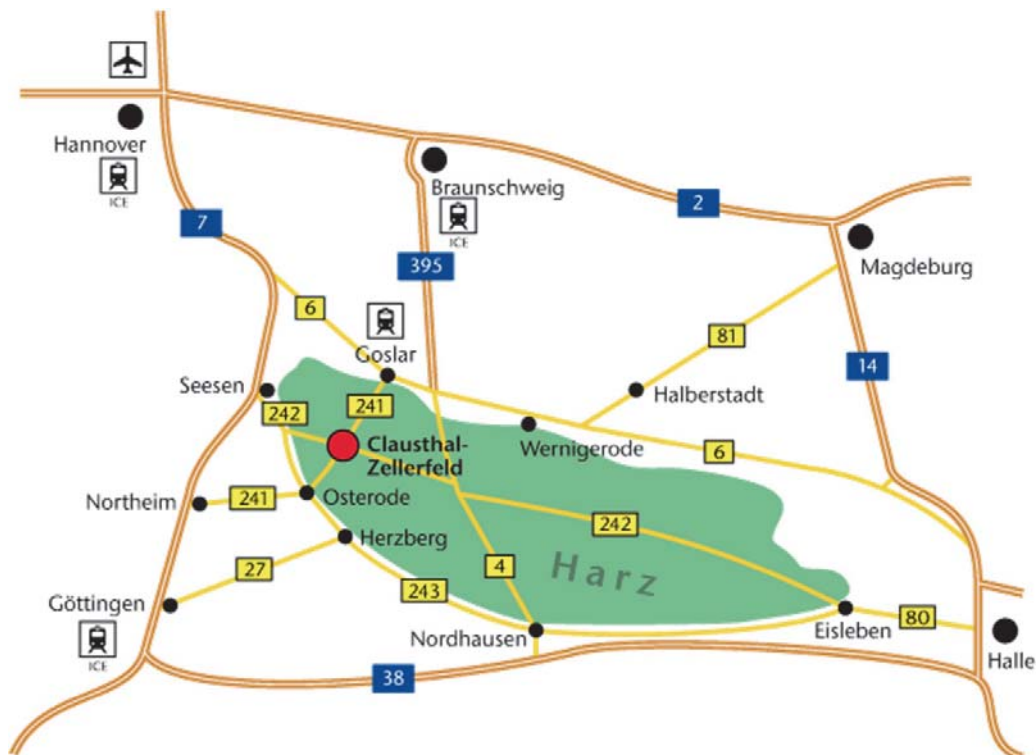 Hannover
ICE
Braunschweig
ICE
7
2
395
Magdeburg
6
81
Goslar
14
Seesen
Halberstadt
242
241
Clausthal-
Zellerfeld
Wernigerode
6
Northeim
241
Osterode
242
Herzberg
27
4
Harz
243
Göttingen
ICE
Nordhausen
Eisleben
80
Halle
38